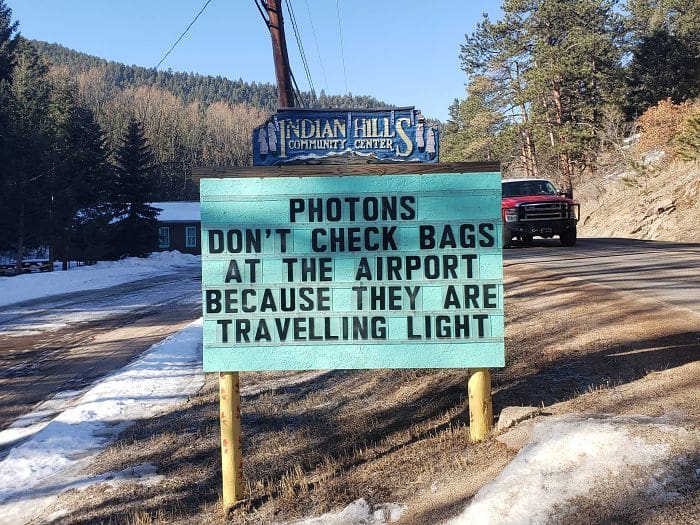 INDIAN HILLS
COMMUNITY CENTER
PHOTONS
DON'T CHECK BAGS
AT THE AIRPORT
BECAUSE THEY ARE
TRAVELLING LIGHT